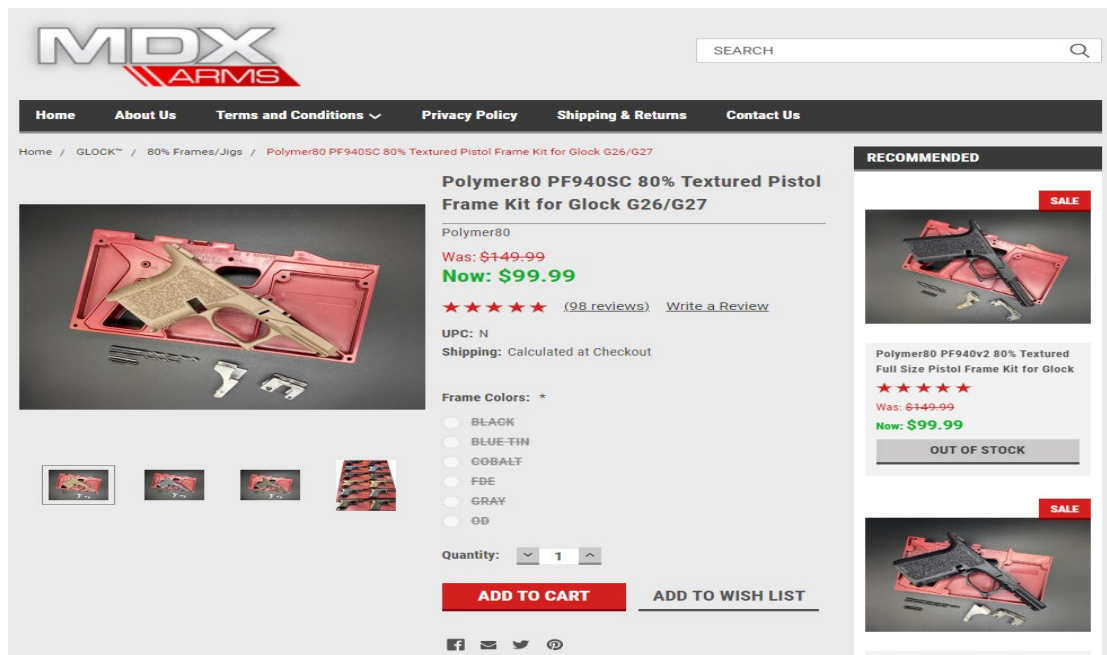 MDX
ARMS
SEARCH
Home About Us Terms and Conditions Privacy Policy Shipping & Returns Contact Us
Home / GLOCK™ / 80% Frames/Jigs / Polymer80 PF940SC 80% Textured Pistol Frame Kit for Glock G26/G27
Polymer80 PF940SC 80% Textured Pistol
Frame Kit for Glock G26/G27
Polymer80
Was: $149.99
Now: $99.99
(98 reviews) Write a Review
UPC: N
Shipping: Calculated at Checkout
Frame Colors: *
BLACK
BLUE TIN
COBALT
FDE
GRAY
OD
Quantity: 1
ADD TO CART ADD TO WISH LIST
RECOMMENDED
SALE
Polymer80 PF940v2 80% Textured
Full Size Pistol Frame Kit for Glock
Was: $149.99
Now: $99.99
OUT OF STOCK
SALE